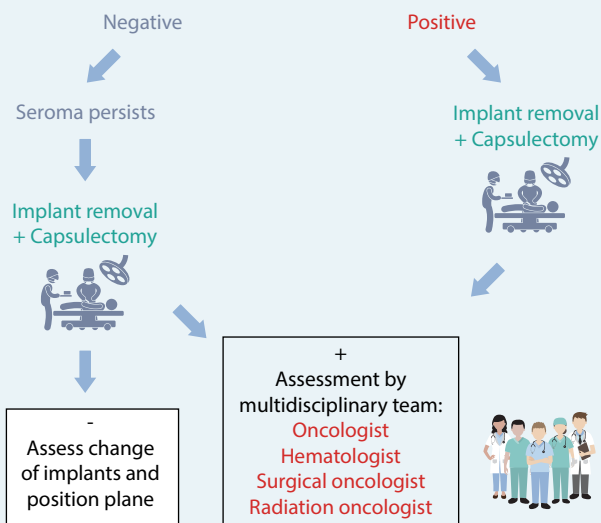 Negative
Positive
Seroma persists
Implant removal
+ Capsulectomy
Implant removal
+ Capsulectomy
-
Assess change
of implants and
position plane
+
Assessment by
multidisciplinary team:
Oncologist
Hematologist
Surgical oncologist
Radiation oncologist